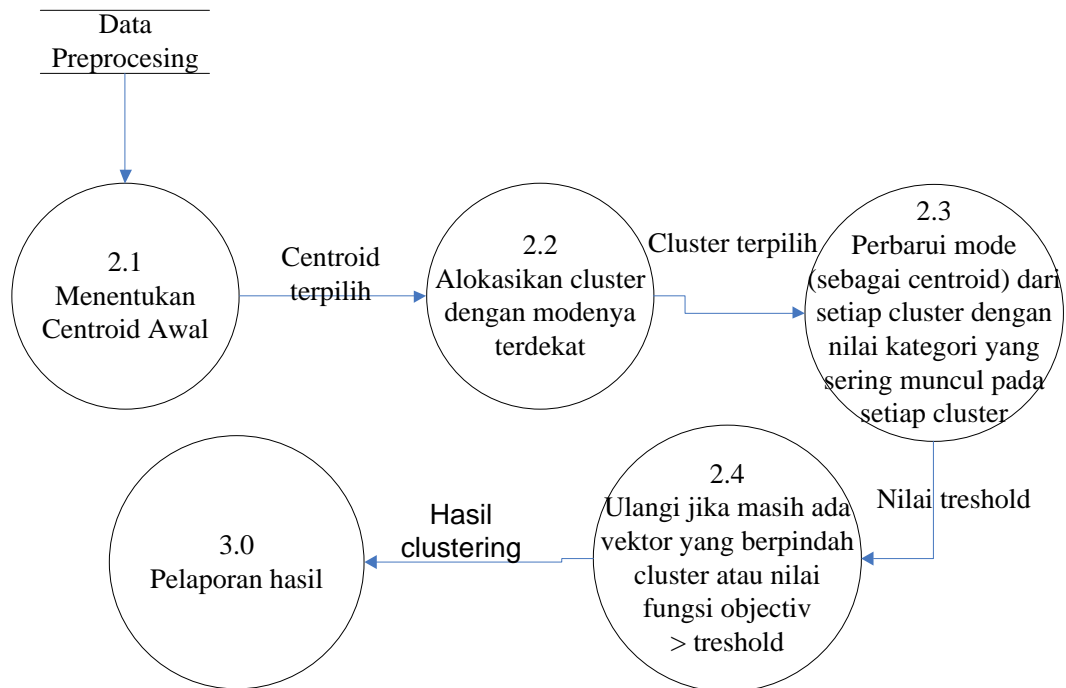 Data
Preprocesing
2.1
Menentukan
Centroid Awal
Centroid
terpilih
2.2
Alokasikan cluster
dengan modenya
terdekat
Cluster terpilih
2.3
Perbarui mode
(sebagai centroid) dari
setiap cluster dengan
nilai kategori yang
sering muncul pada
setiap cluster
Nilai treshold
2.4
Ulangi jika masih ada
vektor yang berpindah
cluster atau nilai
fungsi objectiv
> treshold
Hasil
clustering
3.0
Pelaporan hasil